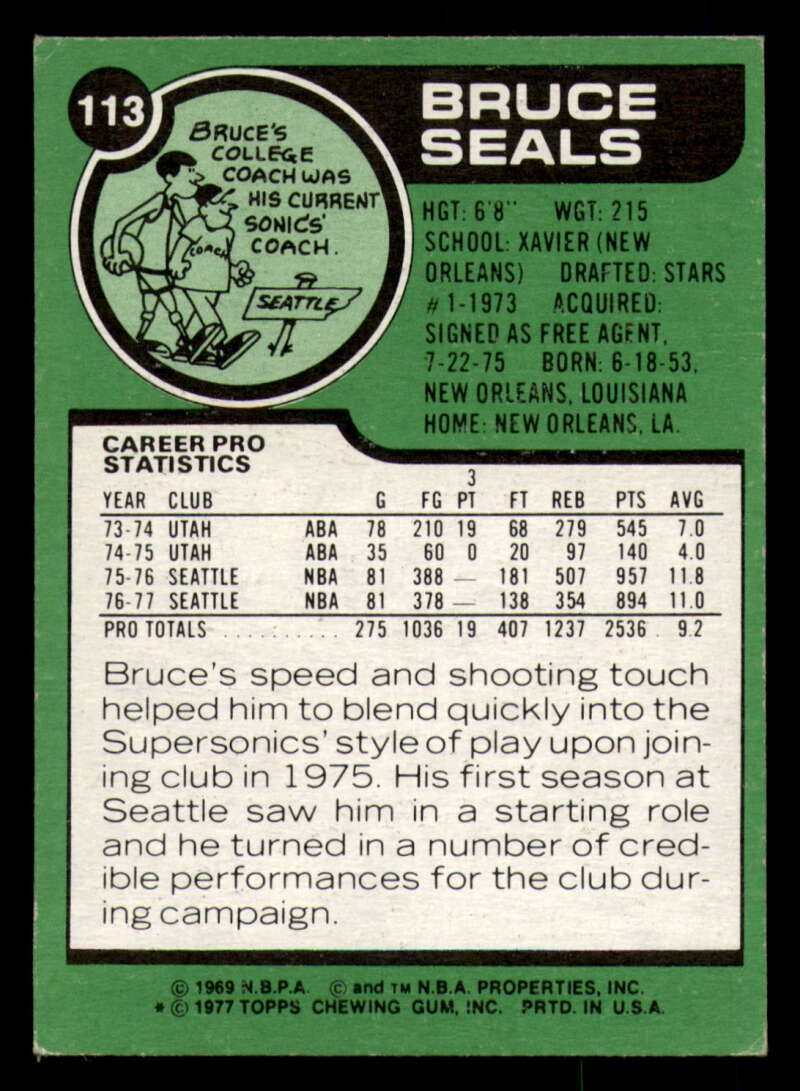 113
BRUCE'S
COLLEGE
COACH WAS
HIS CURRENT
SONICS'
COACH.
COACH
SEATTLE
BRUCE
SEALS
HGT: 6'8" WGT: 215
SCHOOL: XAVIER (NEW
ORLEANS) DRAFTED: STARS
#1-1973 ACQUIRED:
SIGNED AS FREE AGENT,
7-22-75 BORN: 6-18-53,
NEW ORLEANS, LOUISIANA
HOME: NEW ORLEANS, LA.
CAREER PRO
STATISTICS
YEAR CLUB G FG 3 PT FT REB PTS AVG
73-74 UTAH ABA 78 210 19 68 279 545 7.0
74-75 UTAH ABA 35 60 0 20 97 140 4.0
75-76 SEATTLE NBA 81 388 — 181 507 957 11.8
76-77 SEATTLE NBA 81 378 — 138 354 894 11.0
PRO TOTALS .......... 275 1036 19 407 1237 2536 9.2
Bruce's speed and shooting touch
helped him to blend quickly into the
Supersonics' style of play upon join-
ing club in 1975. His first season at
Seattle saw him in a starting role
and he turned in a number of cred-
ible performances for the club dur-
ing campaign.
© 1969 N.B.P.A. © and TM N.B.A. PROPERTIES, INC.
* © 1977 TOPPS CHEWING GUM, INC. PRTD. IN U.S.A.